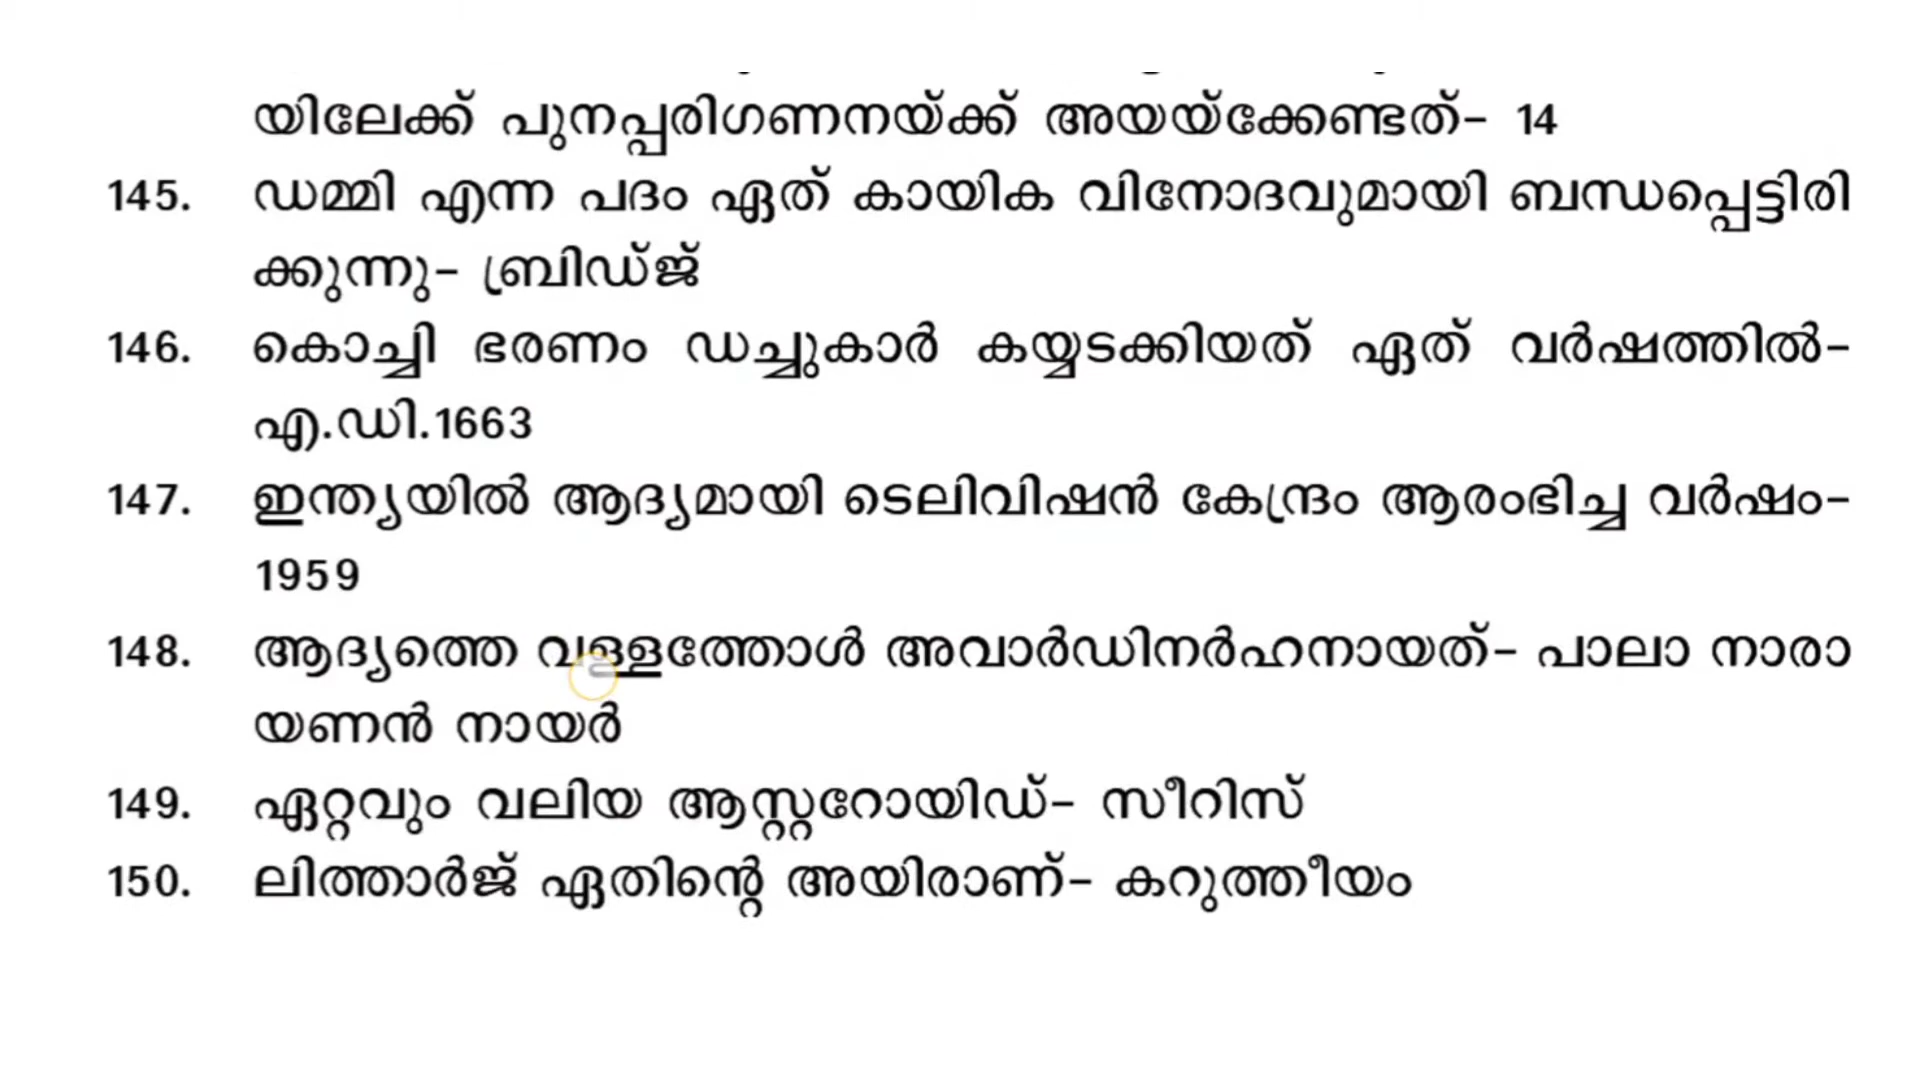 യിലേക്ക് പുനപ്പരിഗണനയ്ക്ക് അയയ്ക്കേണ്ടത്- 14
145. ഡമ്മി എന്ന പദം ഏത് കായിക വിനോദവുമായി ബന്ധപ്പെട്ടിരി
ക്കുന്നു- ബ്രിഡ്ജ്
146. കൊച്ചി ഭരണം ഡച്ചുകാർ കയ്യടക്കിയത് ഏത് വർഷത്തിൽ-
എ.ഡി.1663
147. ഇന്ത്യയിൽ ആദ്യമായി ടെലിവിഷൻ കേന്ദ്രം ആരംഭിച്ച വർഷം-
1959
148. ആദ്യത്തെ വള്ളത്തോൾ അവാർഡിനർഹനായത്- പാലാ നാരാ
യണൻ നായർ
149. ഏറ്റവും വലിയ ആസ്റ്ററോയിഡ്- സീറിസ്
150. ലിത്താർജ് ഏതിന്റെ അയിരാണ്- കറുത്തീയം